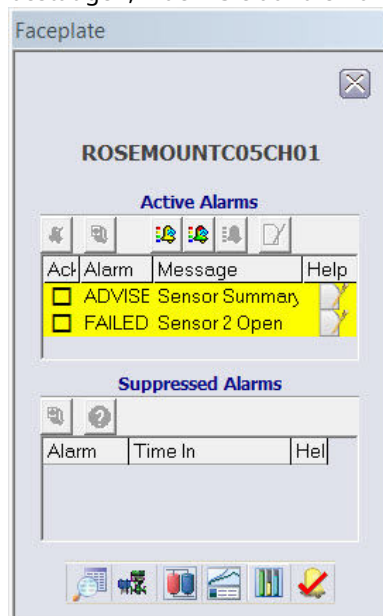 Faceplate
ROSEMOUNTC05CH01
Active Alarms
Ack Alarm Message Help
ADVISE Sensor Summary
FAILED Sensor 2 Open
Suppressed Alarms
Alarm Time In Hel